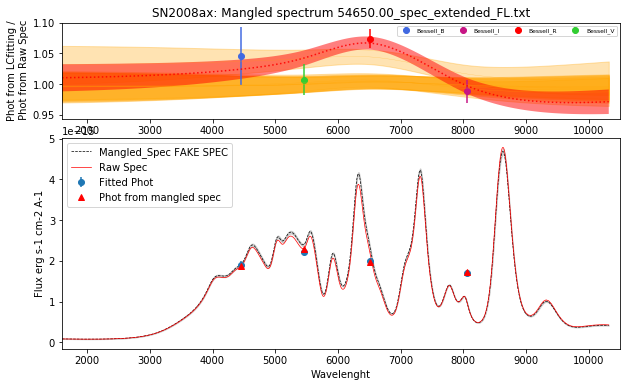 SN2008ax: Mangled spectrum 54650.00_spec_extended_FL.txt
Phot from LCfitting /
Phot from Raw Spec
1.10
1.05
1.00
0.95
Bessell_B
Bessell_I
Bessell_R
Bessell_V
2000 3000 4000 5000 6000 7000 8000 9000 10000
Flux erg s-1 cm-2 A-1
5
4
3
2
1
0
Mangled_Spec FAKE SPEC
Raw Spec
Fitted Phot
Phot from mangled spec
2000 3000 4000 5000 6000 7000 8000 9000 10000
Wavelenght